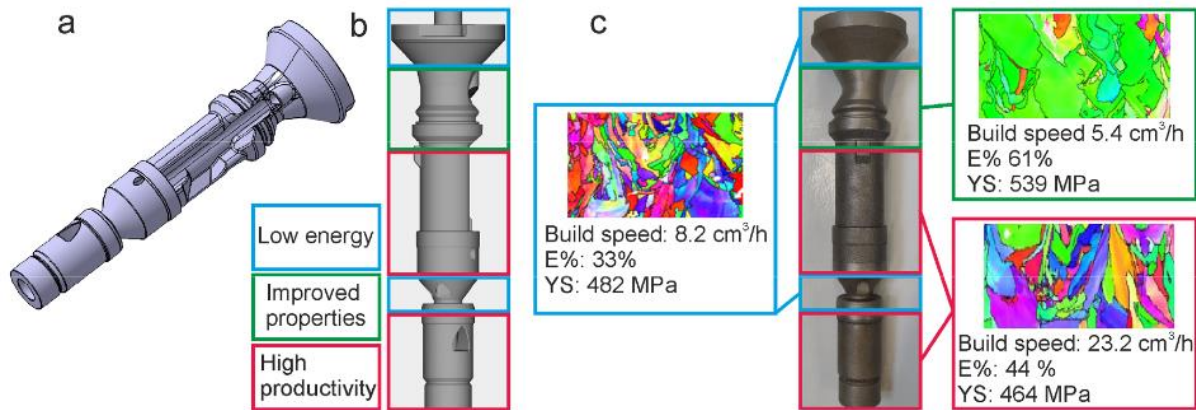 a
b
c
Low energy
Improved
properties
High
productivity
Build speed: 8.2 cm³/h
E%: 33%
YS: 482 MPa
Build speed 5.4 cm³/h
E% 61%
YS: 539 MPa
Build speed: 23.2 cm³/h
E%: 44 %
YS: 464 MPa